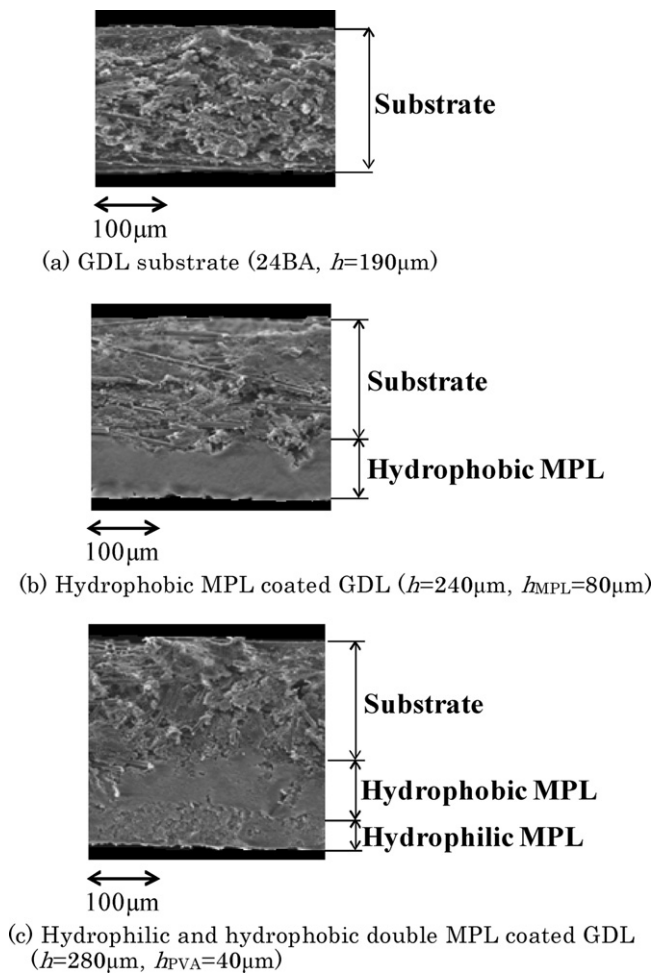 Substrate
100μm
(a) GDL substrate (24BA, h=190μm)
Substrate
Hydrophobic MPL
100μm
(b) Hydrophobic MPL coated GDL (h=240μm, hMPL=80μm)
Substrate
Hydrophobic MPL
Hydrophilic MPL
100μm
(c) Hydrophilic and hydrophobic double MPL coated GDL
(h=280μm, hPVA=40μm)